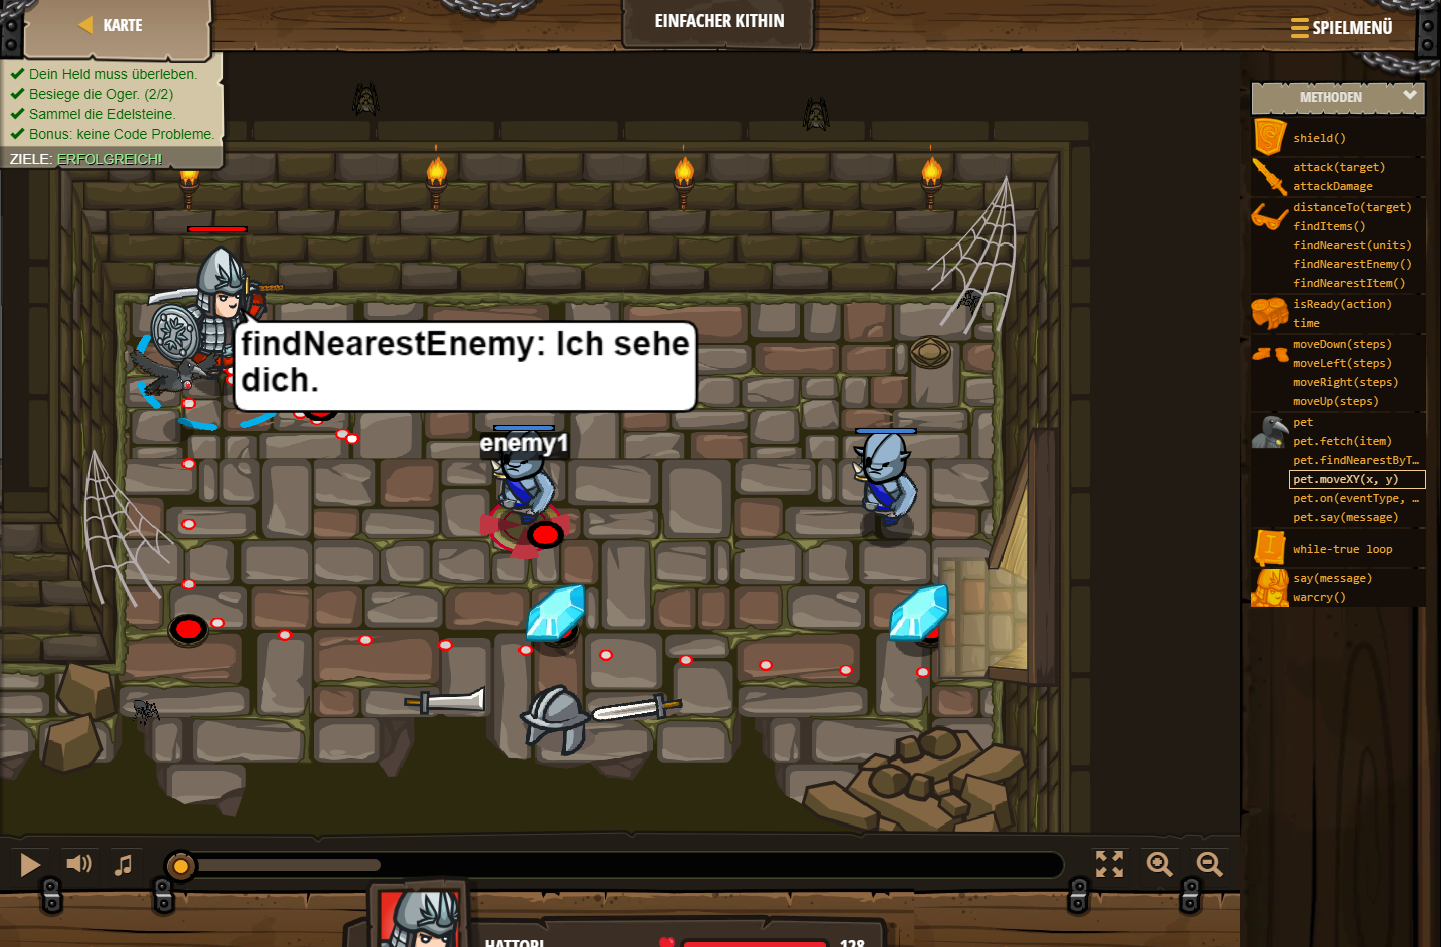 KARTE
EINFACHER KITHIN
SPIELMENÜ
Dein Held muss überleben.
Besiege die Oger. (2/2)
Sammel die Edelsteine.
Bonus: keine Code Probleme.
ZIELE: ERFOLGREICH!
findNearestEnemy: Ich sehe
dich.
enemy1
METHODEN
shield()
attack(target)
attackDamage
distanceTo(target)
findItems()
findNearest(units)
findNearestEnemy()
findNearestItem()
isReady(action)
time
moveDown(steps)
moveLeft(steps)
moveRight(steps)
moveUp(steps)
pet
pet.fetch(item)
pet.findNearestByT…
pet.moveXY(x, y)
pet.on(eventType, …
pet.say(message)
while-true loop
say(message)
warcry()
HATTORI
128